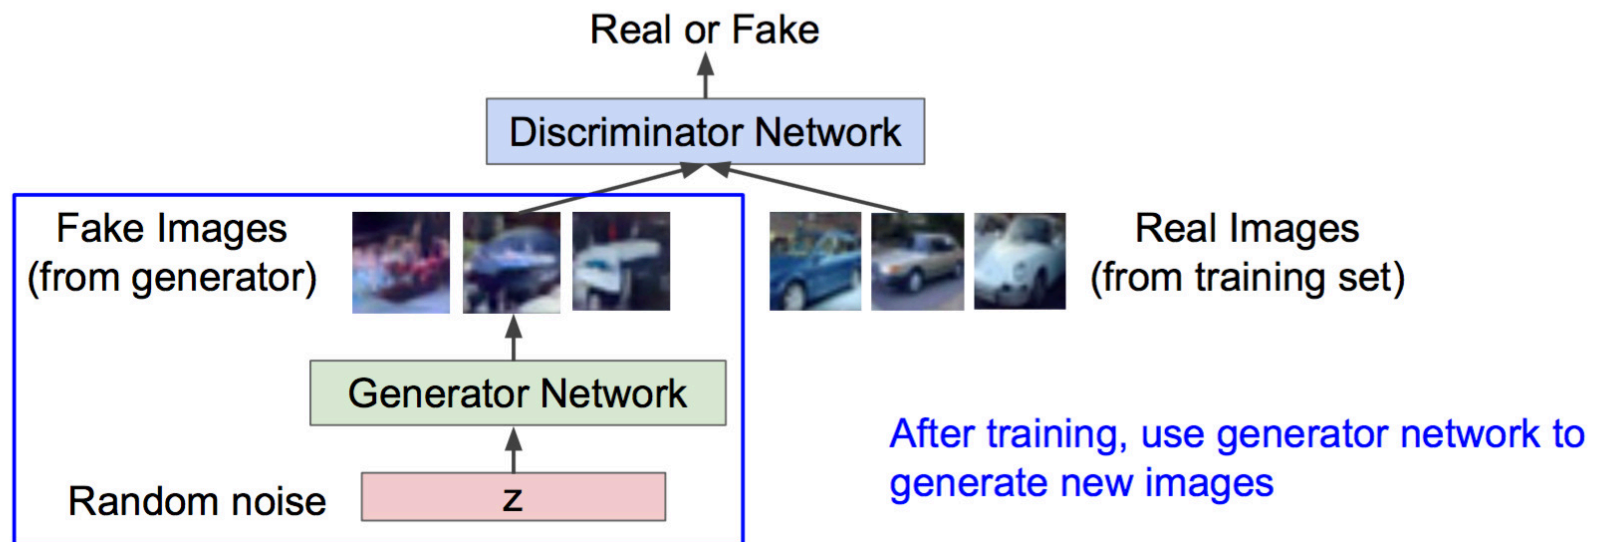 Real or Fake
Discriminator Network
Fake Images
(from generator)
Real Images
(from training set)
Generator Network
After training, use generator network to
generate new images
Random noise
z